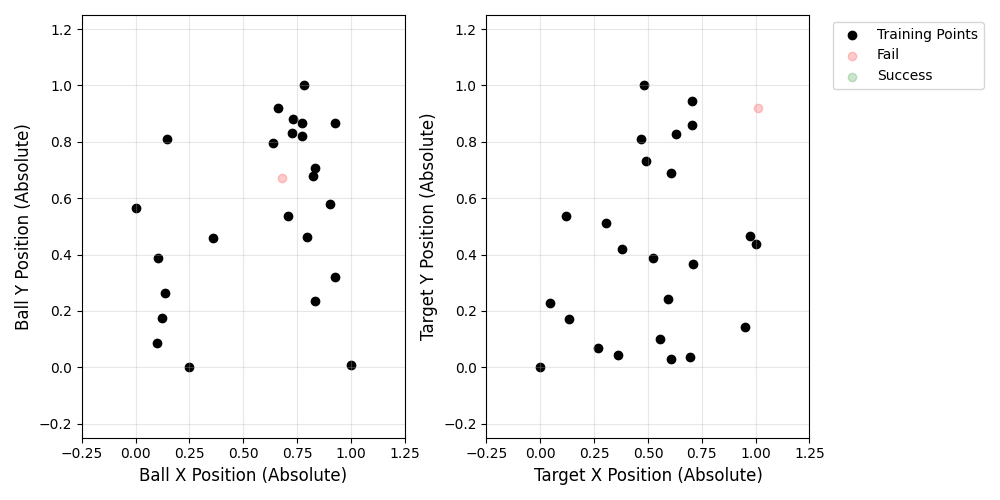 1.2
1.0
0.8
0.6
0.4
0.2
0.0
−0.2
−0.25 0.00 0.25 0.50 0.75 1.00 1.25
Ball X Position (Absolute)
Ball Y Position (Absolute)
1.2
1.0
0.8
0.6
0.4
0.2
0.0
−0.2
−0.25 0.00 0.25 0.50 0.75 1.00 1.25
Target X Position (Absolute)
Target Y Position (Absolute)
Training Points
Fail
Success